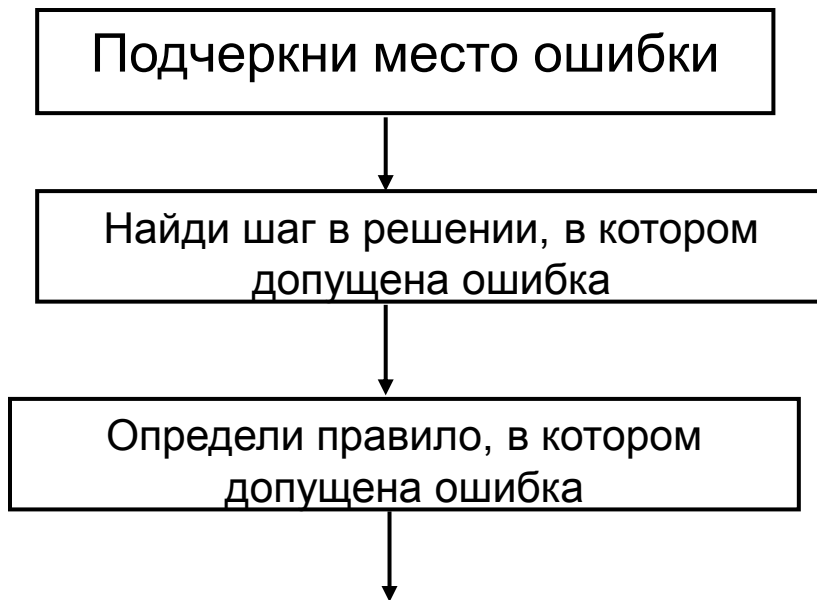 Подчеркни место ошибки
Найди шаг в решении, в котором
допущена ошибка
Определи правило, в котором
допущена ошибка